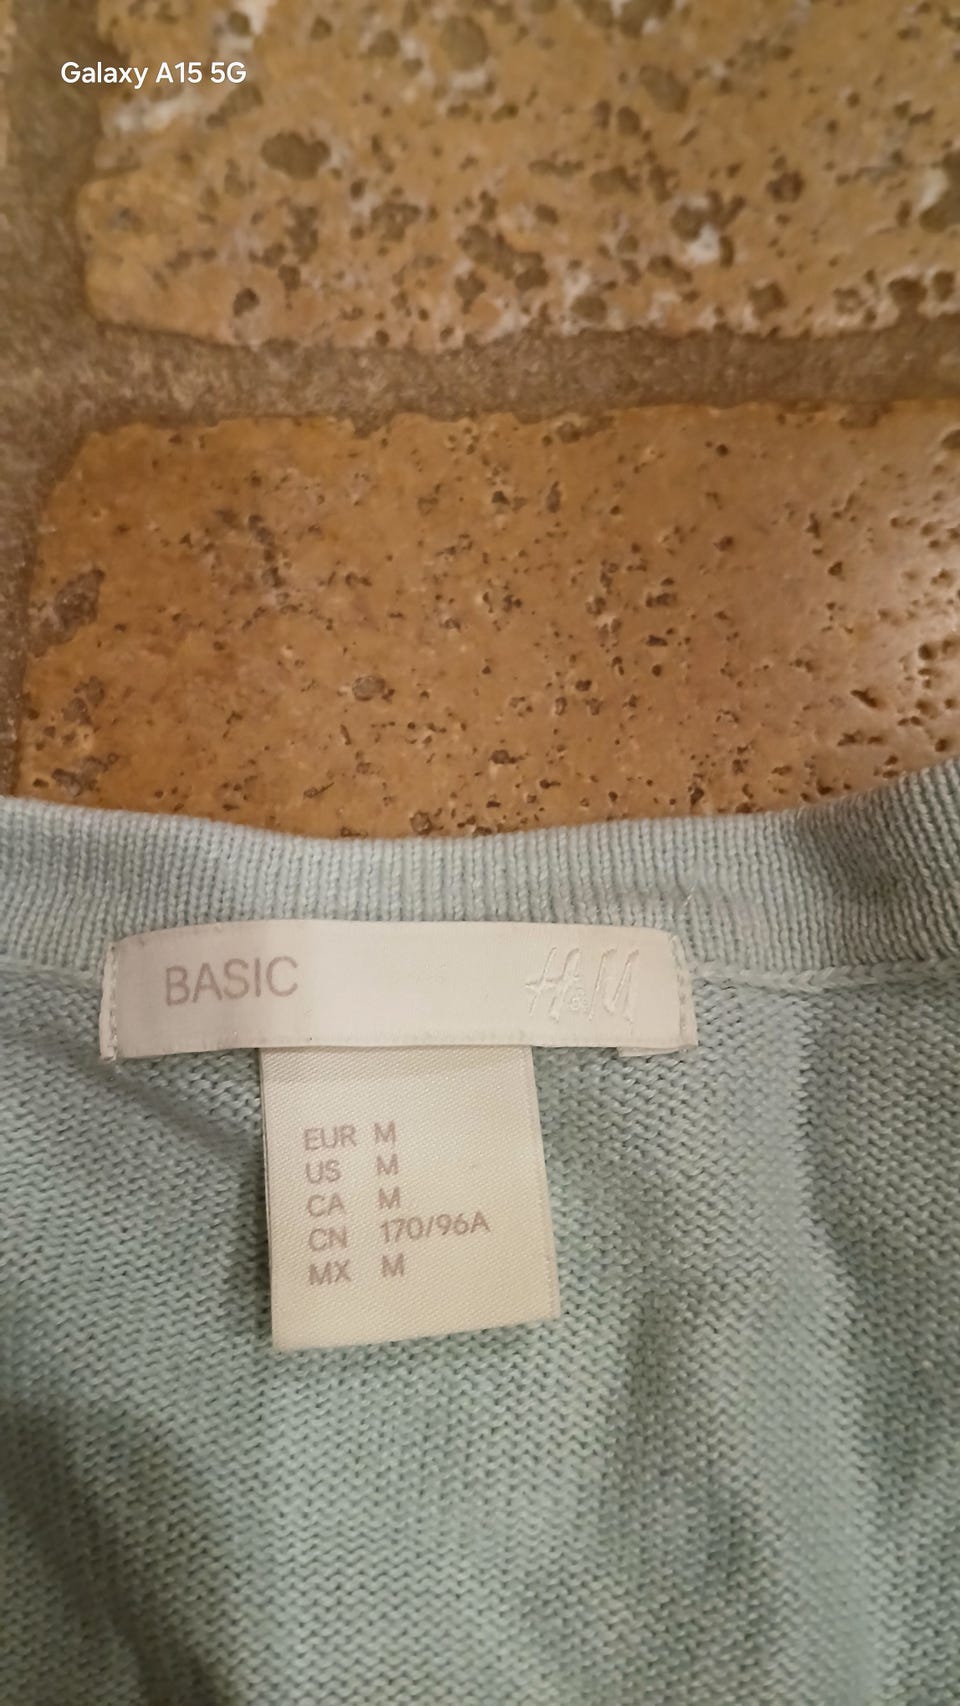 Galaxy A15 5G
BASIC H&M
EUR M
US M
CA M
CN 170/96A
MX M